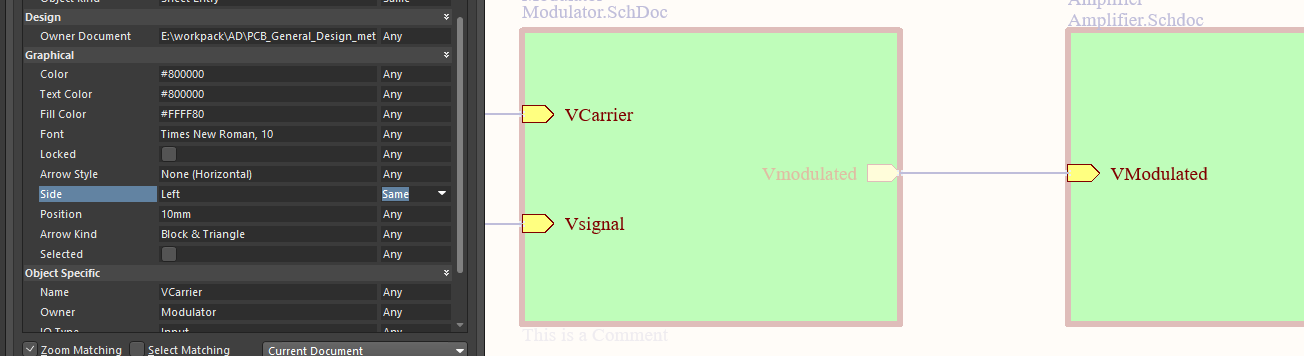 Object Kind Sheet Entry Same
Design
Owner Document E:\workpack\AD\PCB_General_Design_met Any
Graphical
Color #800000 Any
Text Color #800000 Any
Fill Color #FFFF80 Any
Font Times New Roman, 10 Any
Locked Any
Arrow Style None (Horizontal) Any
Side Left Same
Position 10mm Any
Arrow Kind Block & Triangle Any
Selected Any
Object Specific
Name VCarrier Any
Owner Modulator Any
IO Type Input Any
Zoom Matching Select Matching Current Document
Modulator
Modulator.SchDoc
VCarrier
Vmodulated
Vsignal
This is a Comment
Amplifier
Amplifier.Schdoc
VModulated